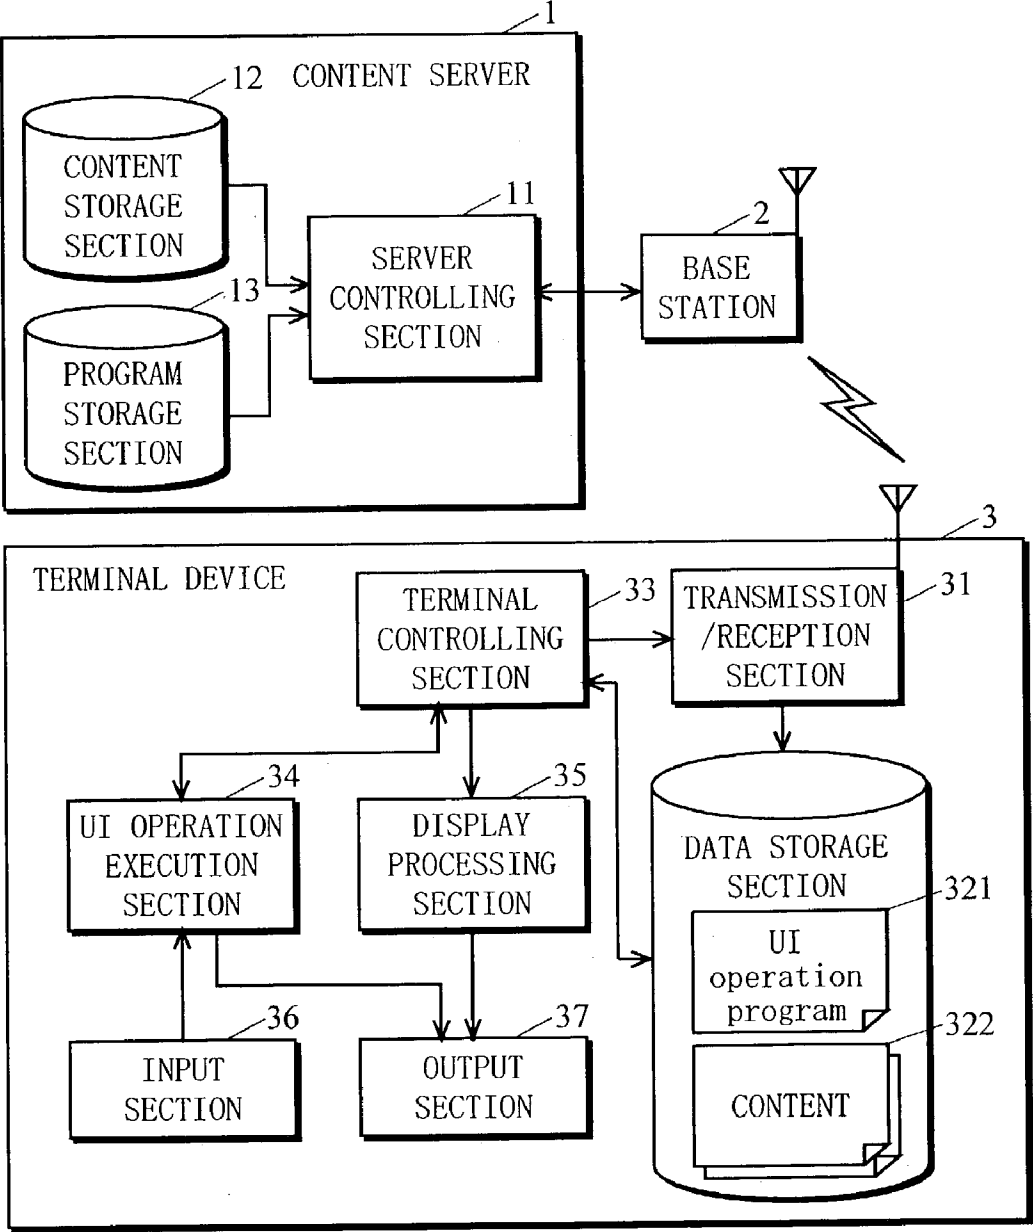 1
12
CONTENT SERVER
CONTENT
STORAGE
SECTION
13
PROGRAM
STORAGE
SECTION
11
SERVER
CONTROLLING
SECTION
2
BASE
STATION
3
TERMINAL DEVICE
33
TERMINAL
CONTROLLING
SECTION
31
TRANSMISSION
/RECEPTION
SECTION
34
UI OPERATION
EXECUTION
SECTION
35
DISPLAY
PROCESSING
SECTION
DATA STORAGE
SECTION
321
UI
operation
program
322
CONTENT
36
INPUT
SECTION
37
OUTPUT
SECTION